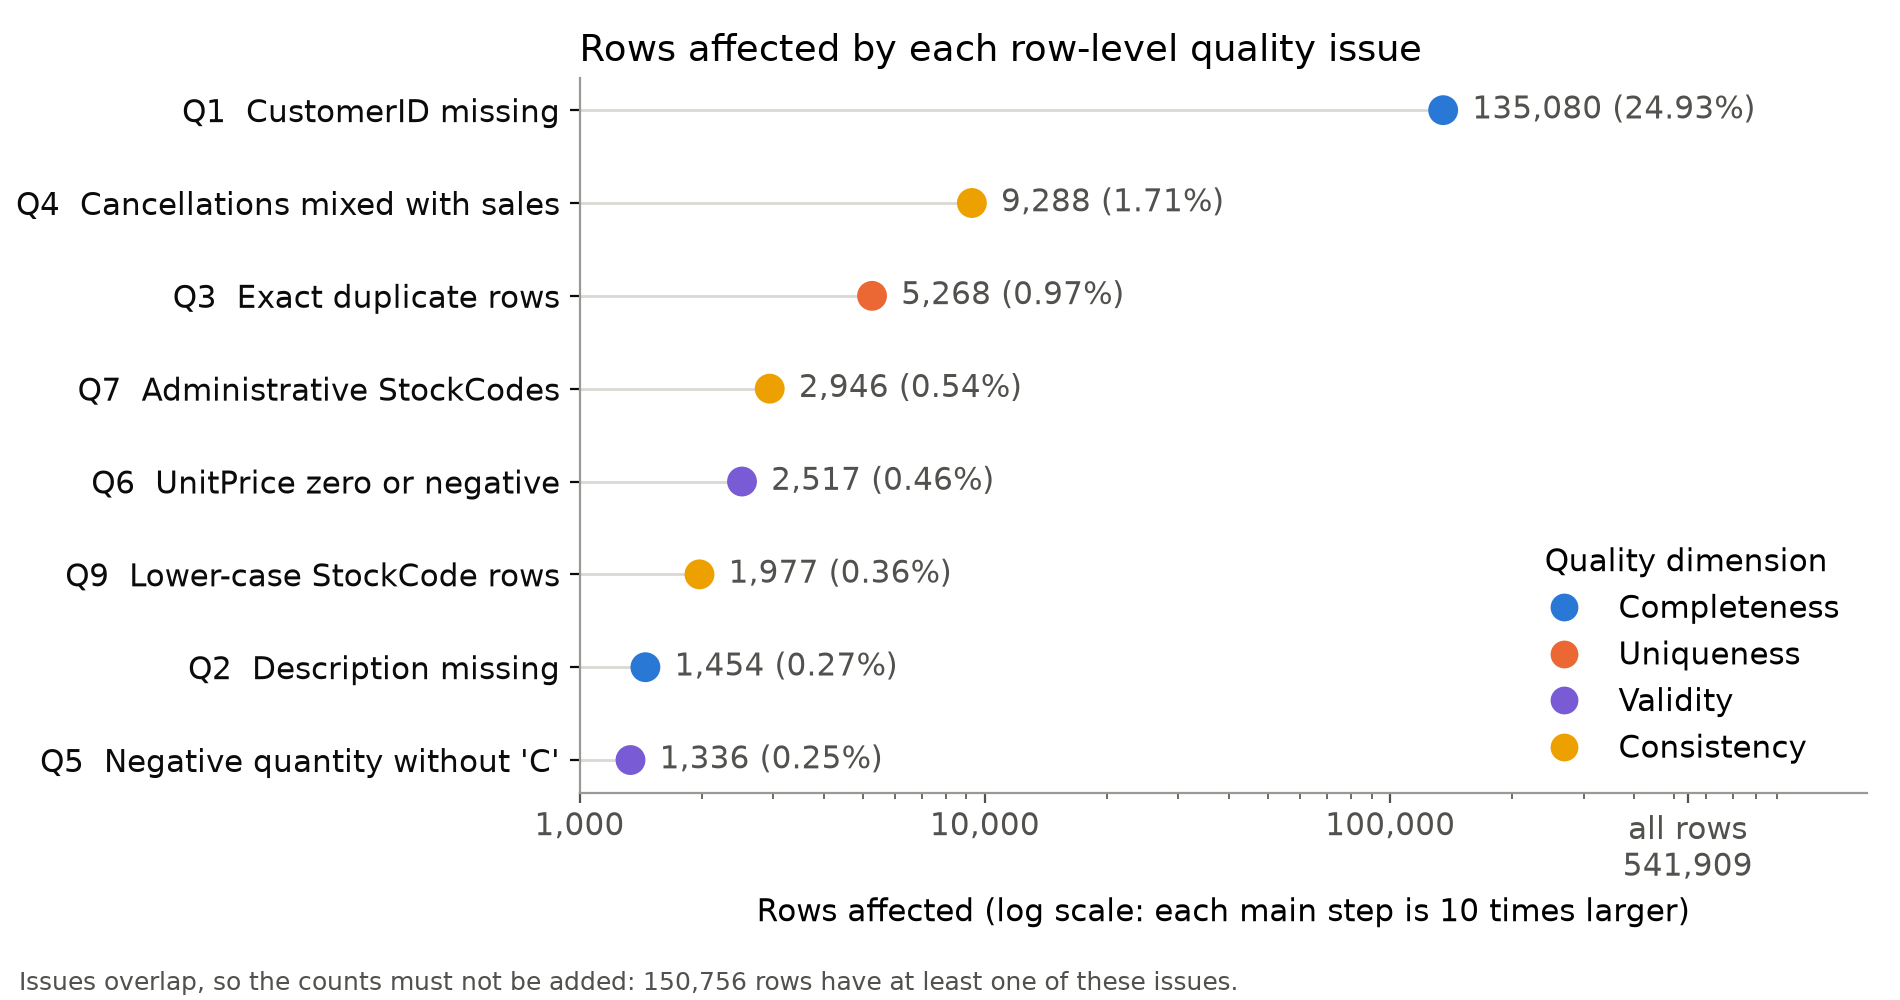 Rows affected by each row-level quality issue
Q1  CustomerID missing 135,080 (24.93%)
Q4  Cancellations mixed with sales 9,288 (1.71%)
Q3  Exact duplicate rows 5,268 (0.97%)
Q7  Administrative StockCodes 2,946 (0.54%)
Q6  UnitPrice zero or negative 2,517 (0.46%)
Q9  Lower-case StockCode rows 1,977 (0.36%)
Q2  Description missing 1,454 (0.27%)
Q5  Negative quantity without 'C' 1,336 (0.25%)
Quality dimension
Completeness
Uniqueness
Validity
Consistency
1,000 10,000 100,000 all rows
541,909
Rows affected (log scale: each main step is 10 times larger)
Issues overlap, so the counts must not be added: 150,756 rows have at least one of these issues.